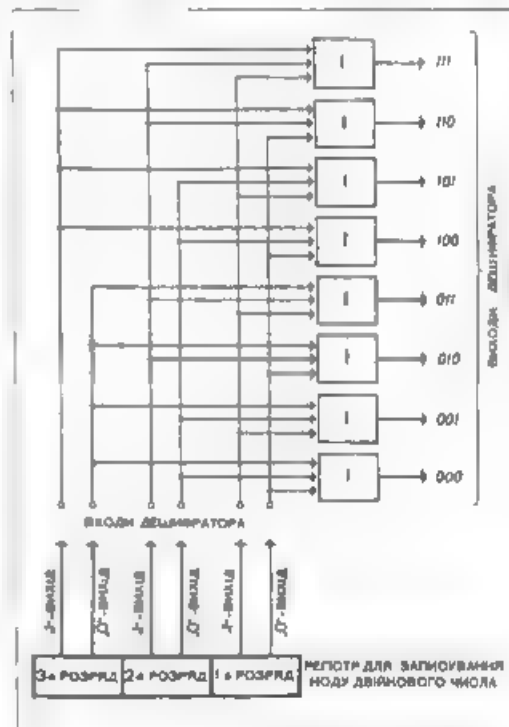 І
111
І
110
І
101
І
100
І
011
І
010
І
001
І
000
ВИХОДИ ДЕШИФРАТОРА
ВХОДИ ДЕШИФРАТОРА
„1"-ВИХІД
„0"-ВИХІД
„1"-ВИХІД
„0"-ВИХІД
„1"-ВИХІД
„0"-ВИХІД
3-й РОЗРЯД
2-й РОЗРЯД
1-й РОЗРЯД
РЕГІСТР ДЛЯ ЗАПИСУВАННЯ
КОДУ ДВІЙКОВОГО ЧИСЛА